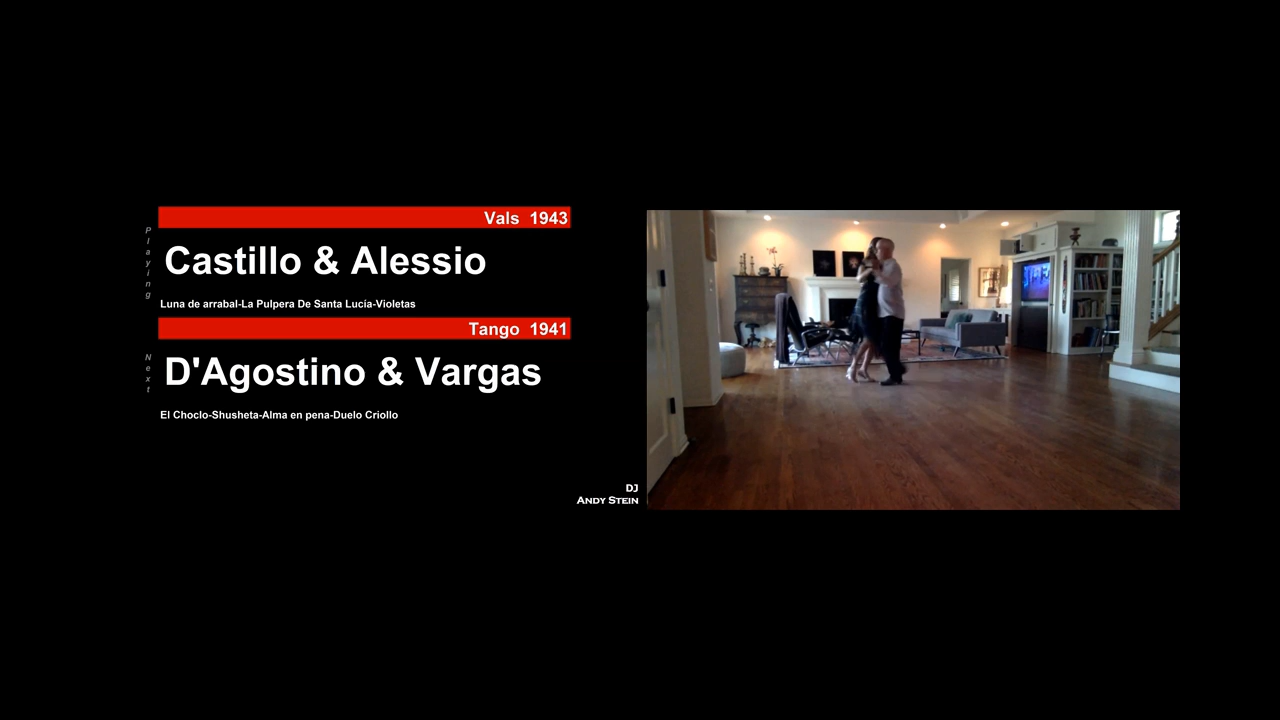 Playing
Vals 1943
Castillo & Alessio
Luna de arrabal-La Pulpera De Santa Lucía-Violetas
Next
Tango 1941
D'Agostino & Vargas
El Choclo-Shusheta-Alma en pena-Duelo Criollo
DJ
Andy Stein